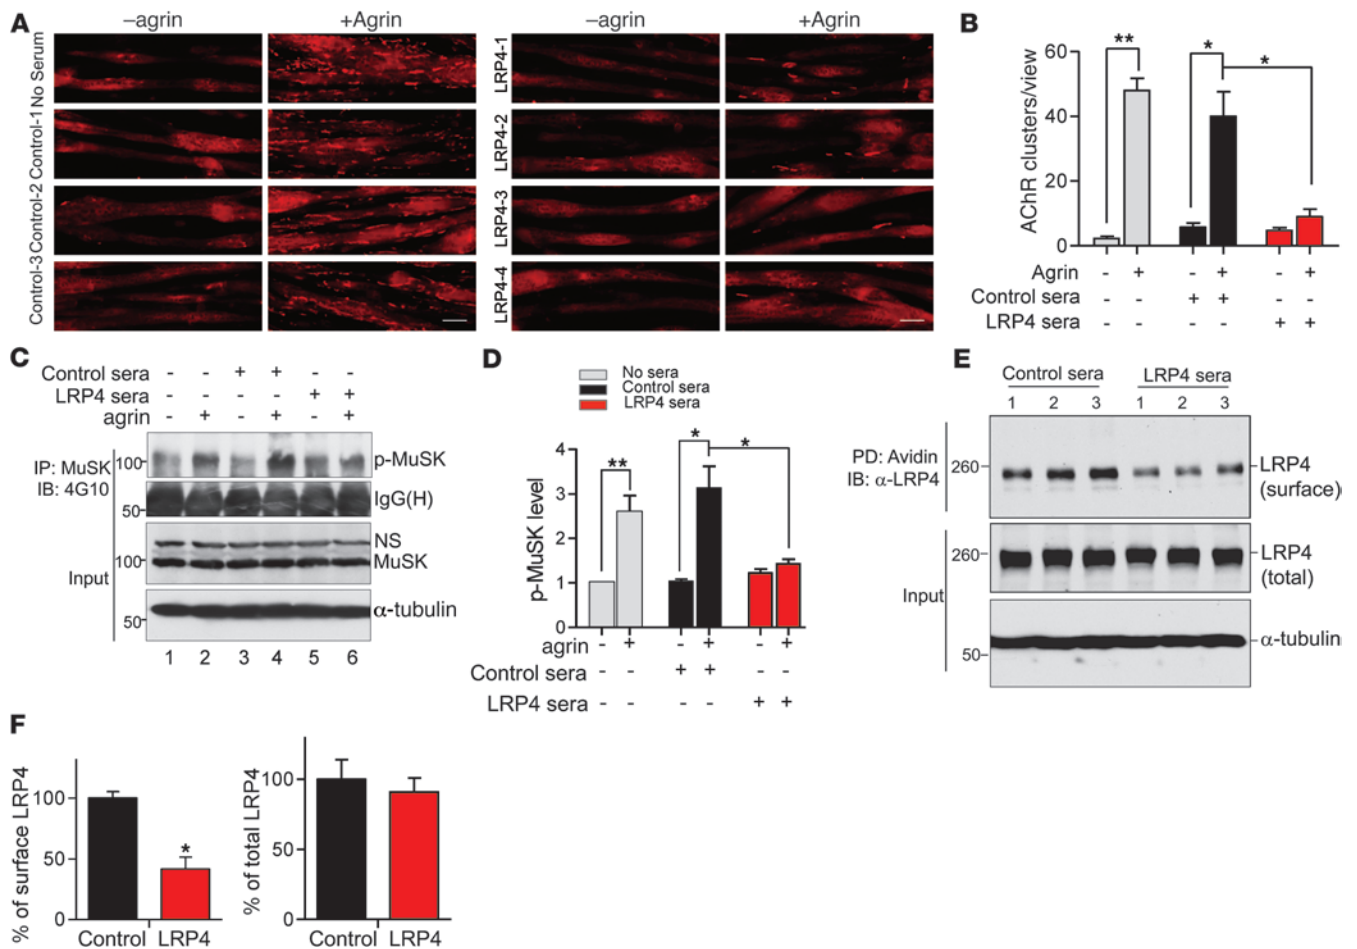 A
–agrin
+Agrin
–agrin
+Agrin
No Serum
Control-1
Control-2
Control-3
LRP4-1
LRP4-2
LRP4-3
LRP4-4
B
AChR clusters/view
60
40
20
0
**
*
*
Agrin - + - + - +
Control sera - - + + - -
LRP4 sera - - - - + +
C
Control sera - - + + - -
LRP4 sera - - - - + +
agrin - + - + - +
IP: MuSK
IB: 4G10
100
p-MuSK
50
IgG(H)
Input
NS
100
MuSK
50
α-tubulin
1 2 3 4 5 6
D
No sera
Control sera
LRP4 sera
p-MuSK level
4
3
2
1
0
**
*
*
agrin - + - + - +
Control sera - - + + - -
LRP4 sera - - - - + +
E
Control sera LRP4 sera
1 2 3 1 2 3
PD: Avidin
IB: α-LRP4
260
LRP4
(surface)
Input
260
LRP4
(total)
50
α-tubulin
F
% of surface LRP4
100
50
0
*
Control LRP4
% of total LRP4
100
50
0
Control LRP4